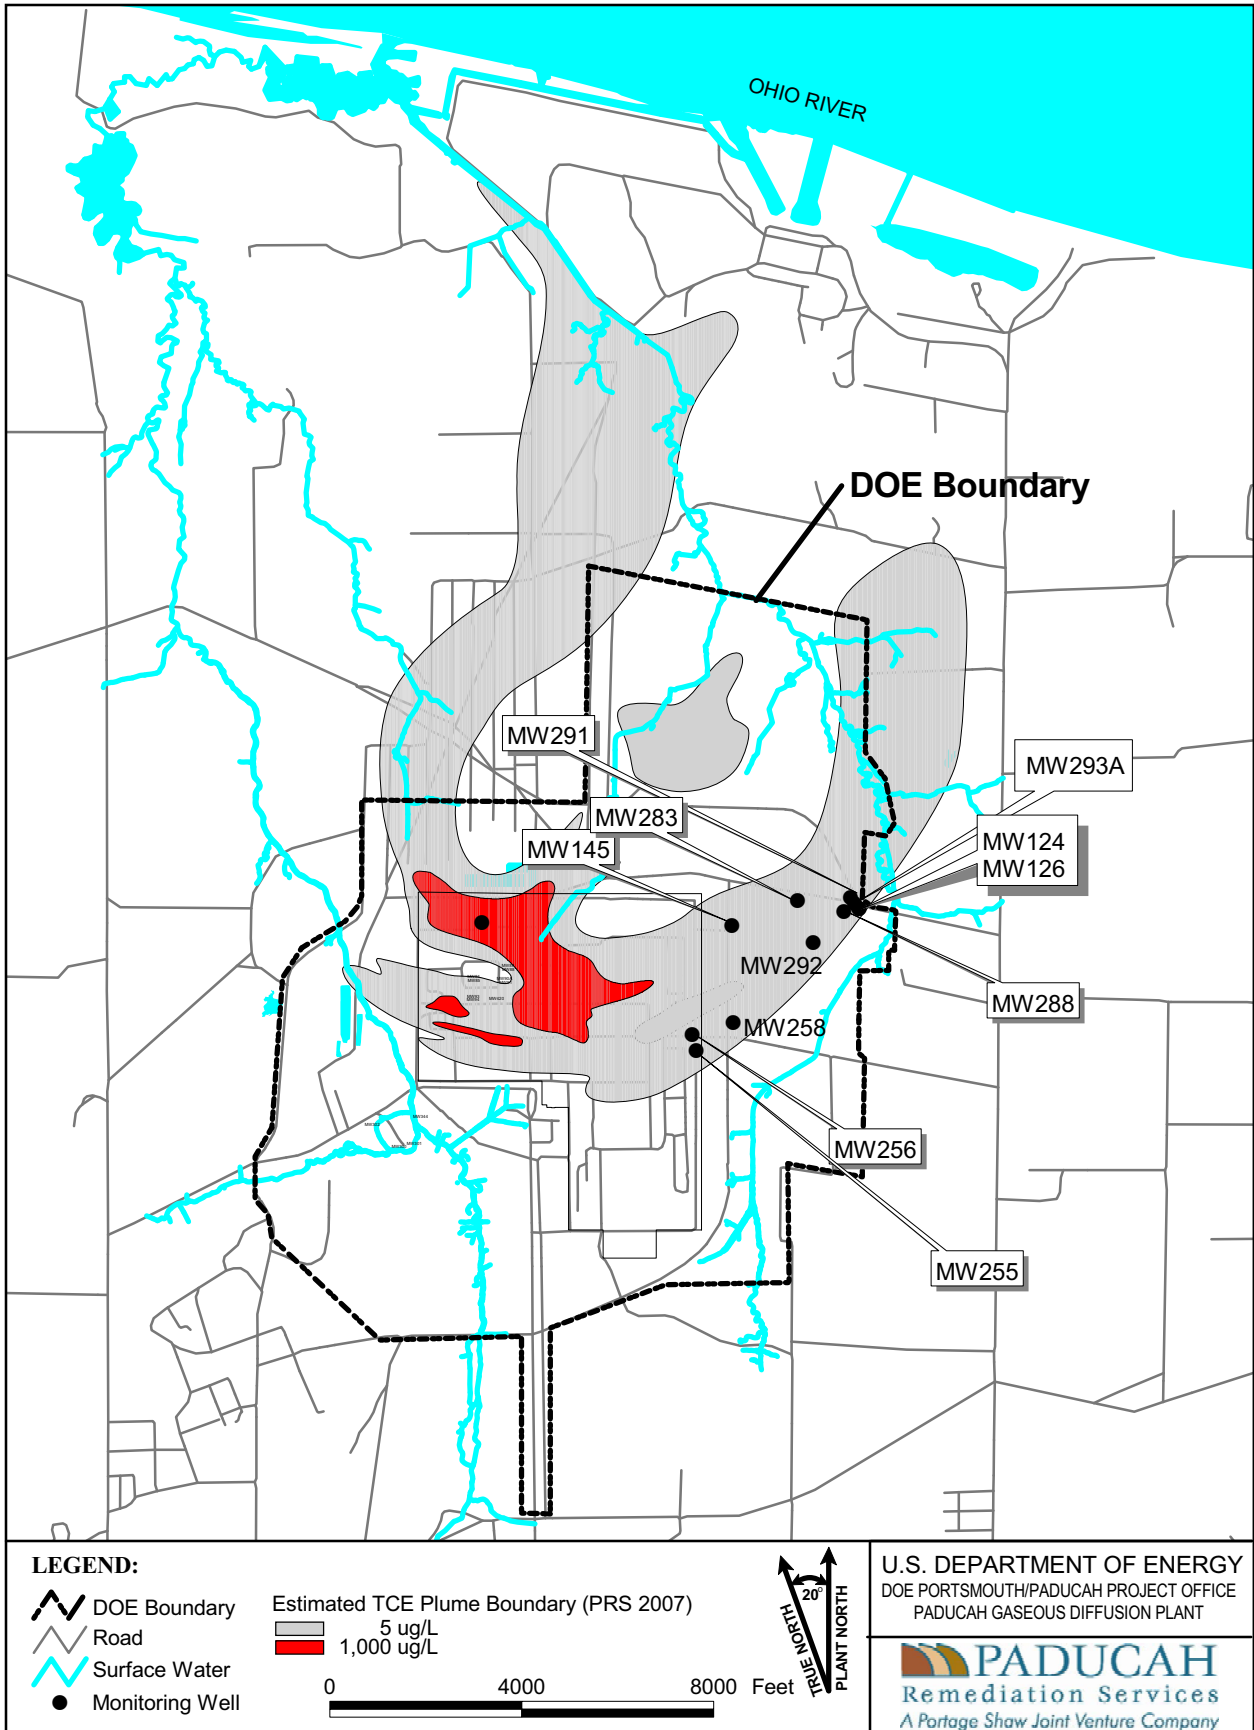 OHIO RIVER
DOE Boundary
MW291
MW293A
MW283
MW124
MW126
MW145
MW292
MW288
MW258
MW256
MW255
LEGEND:
DOE Boundary
Road
Surface Water
Monitoring Well
Estimated TCE Plume Boundary (PRS 2007)
5 ug/L
1,000 ug/L
0 4000 8000 Feet
20°
TRUE NORTH
PLANT NORTH
U.S. DEPARTMENT OF ENERGY
DOE PORTSMOUTH/PADUCAH PROJECT OFFICE
PADUCAH GASEOUS DIFFUSION PLANT
PADUCAH
Remediation Services
A Portage Shaw Joint Venture Company